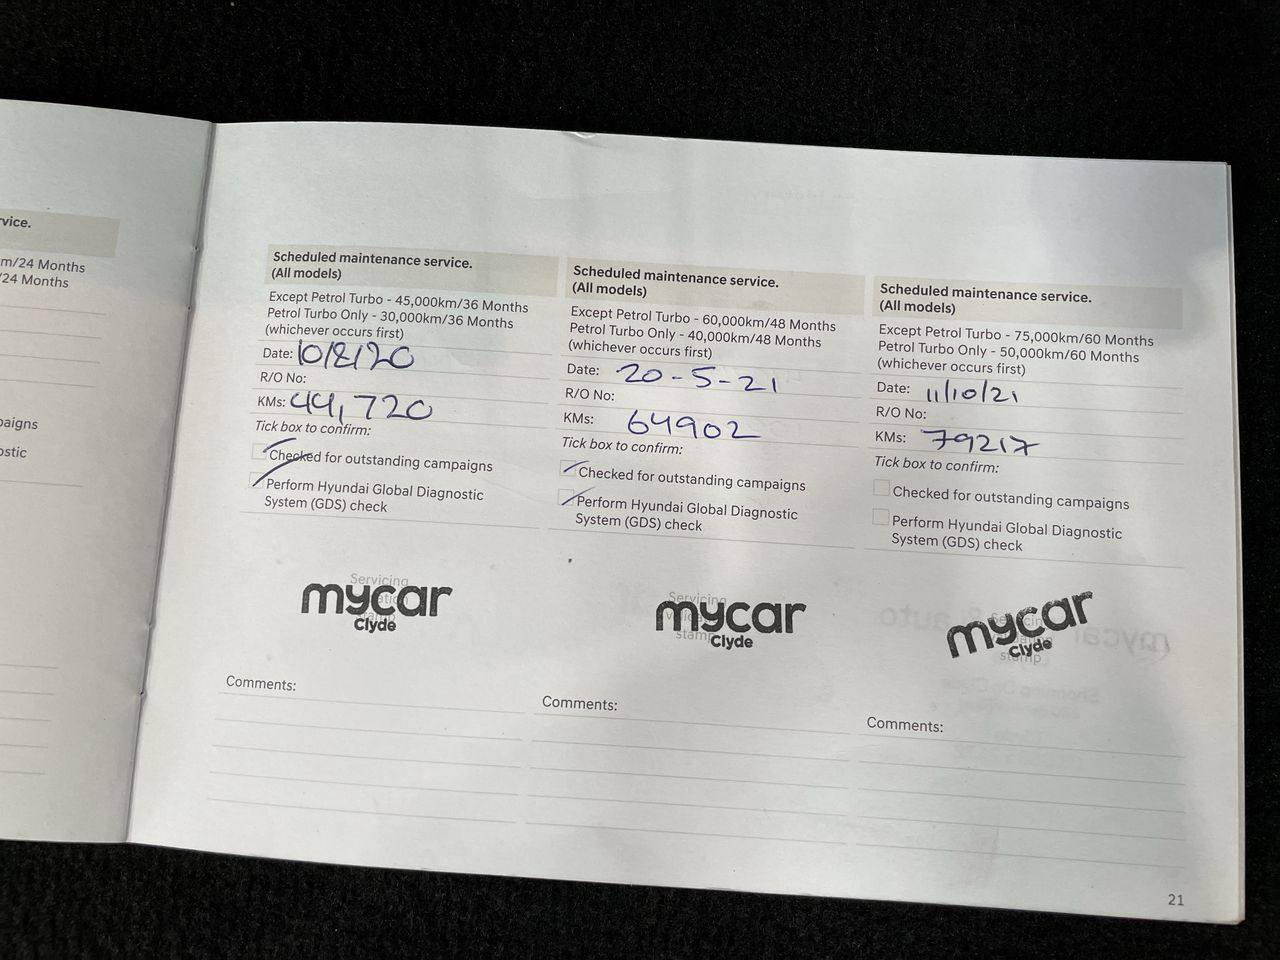 rvice.
m/24 Months
/24 Months
paigns
ostic
Scheduled maintenance service.
(All models)
Except Petrol Turbo - 45,000km/36 Months
Petrol Turbo Only - 30,000km/36 Months
(whichever occurs first)
Date: 10/8/20
R/O No:
KMs: 44,720
Tick box to confirm:
Checked for outstanding campaigns
Perform Hyundai Global Diagnostic
System (GDS) check
Servicing
mycar
Clyde
Comments:
Scheduled maintenance service.
(All models)
Except Petrol Turbo - 60,000km/48 Months
Petrol Turbo Only - 40,000km/48 Months
(whichever occurs first)
Date: 20-5-21
R/O No:
KMs: 64902
Tick box to confirm:
Checked for outstanding campaigns
Perform Hyundai Global Diagnostic
System (GDS) check
Servicing
mycar
stamp
Clyde
Comments:
Scheduled maintenance service.
(All models)
Except Petrol Turbo - 75,000km/60 Months
Petrol Turbo Only - 50,000km/60 Months
(whichever occurs first)
Date: 11/10/21
R/O No:
KMs: 79217
Tick box to confirm:
Checked for outstanding campaigns
Perform Hyundai Global Diagnostic
System (GDS) check
mycar
Clyde
stamp
Comments:
21